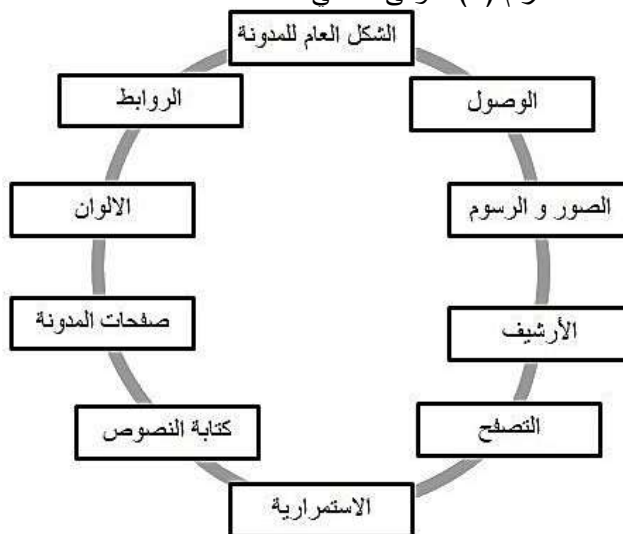 الشكل العام للمدونة
الوصول
الصور و الرسوم
الأرشيف
التصفح
الاستمرارية
كتابة النصوص
صفحات المدونة
الالوان
الروابط